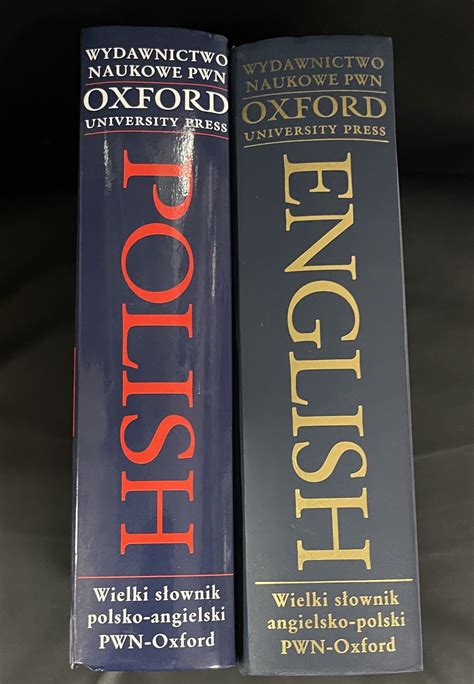 WYDAWNICTWO
NAUKOWE PWN
OXFORD
UNIVERSITY PRESS
POLISH
Wielki słownik
polsko-angielski
PWN-Oxford
WYDAWNICTWO
NAUKOWE PWN
OXFORD
UNIVERSITY PRESS
ENGLISH
Wielki słownik
angielsko-polski
PWN-Oxford